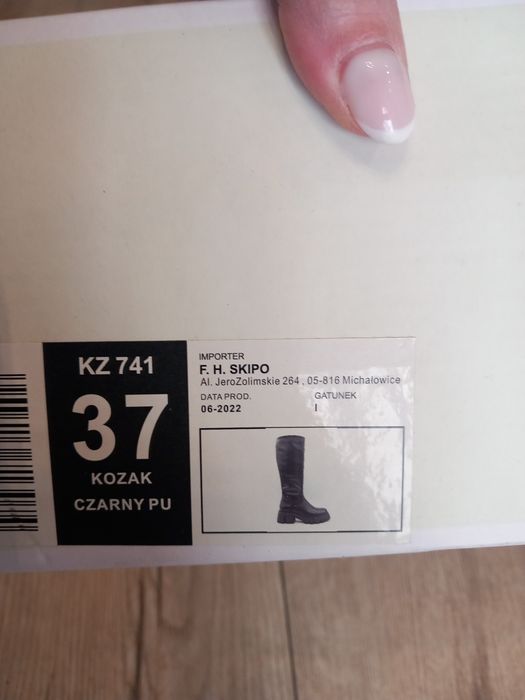 KZ 741
37
KOZAK
CZARNY PU
IMPORTER
F. H. SKIPO
Al. JeroZolimskie 264 , 05-816 Michałowice
DATA PROD.
GATUNEK
06-2022
I